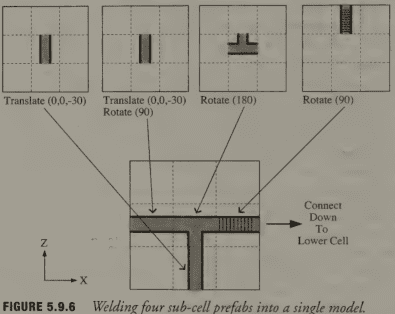 Translate (0,0,-30)
Translate (0,0,-30)
Rotate (90)
Rotate (180)
Rotate (90)
Connect
Down
To
Lower Cell
Z
X
FIGURE 5.9.6 Welding four sub-cell prefabs into a single model.